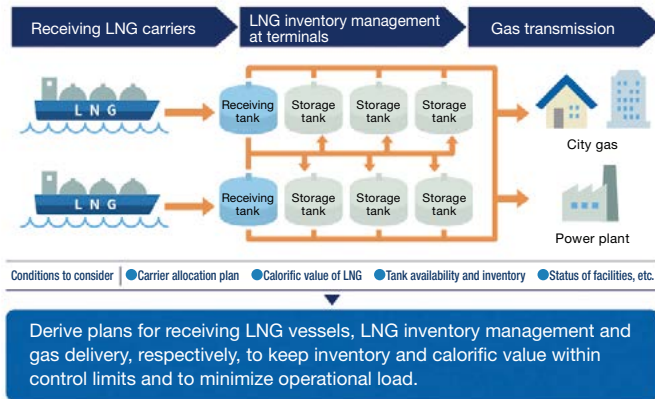 Receiving LNG carriers
LNG inventory management
at terminals
Gas transmission
LNG
Receiving
tank
Storage
tank
Storage
tank
Storage
tank
City gas
LNG
Receiving
tank
Storage
tank
Storage
tank
Storage
tank
Power plant
Conditions to consider ●Carrier allocation plan ●Calorific value of LNG ●Tank availability and inventory ●Status of facilities, etc.
Derive plans for receiving LNG vessels, LNG inventory management and
gas delivery, respectively, to keep inventory and calorific value within
control limits and to minimize operational load.